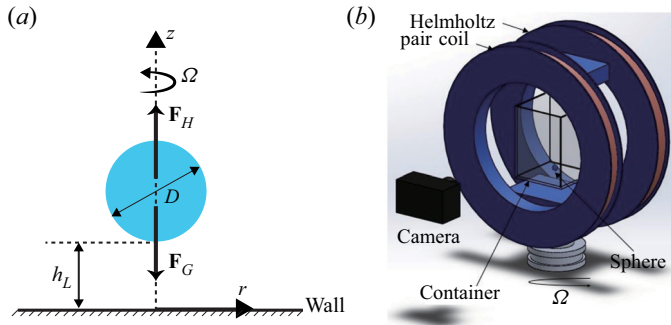 (a)
z
Ω
F_H
D
F_G
h_L
r
Wall
(b)
Helmholtz
pair coil
Camera
Container
Sphere
Ω